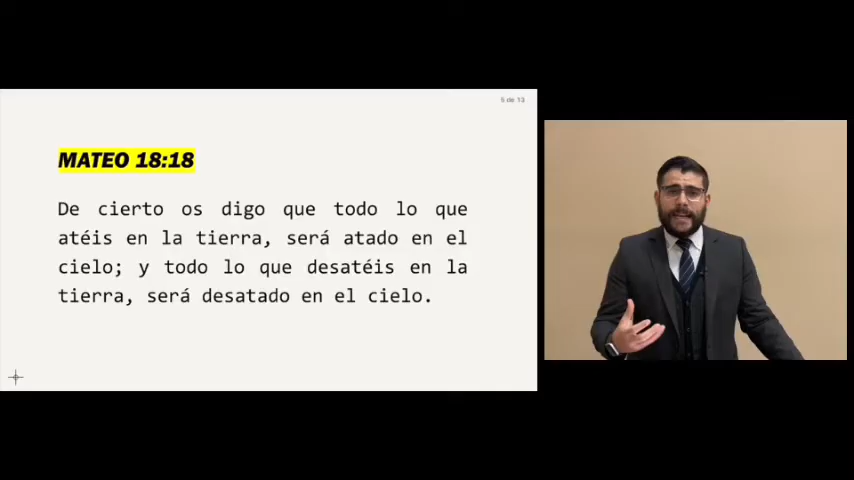 5 de 13
MATEO 18:18
De cierto os digo que todo lo que
atéis en la tierra, será atado en el
cielo; y todo lo que desatéis en la
tierra, será desatado en el cielo.